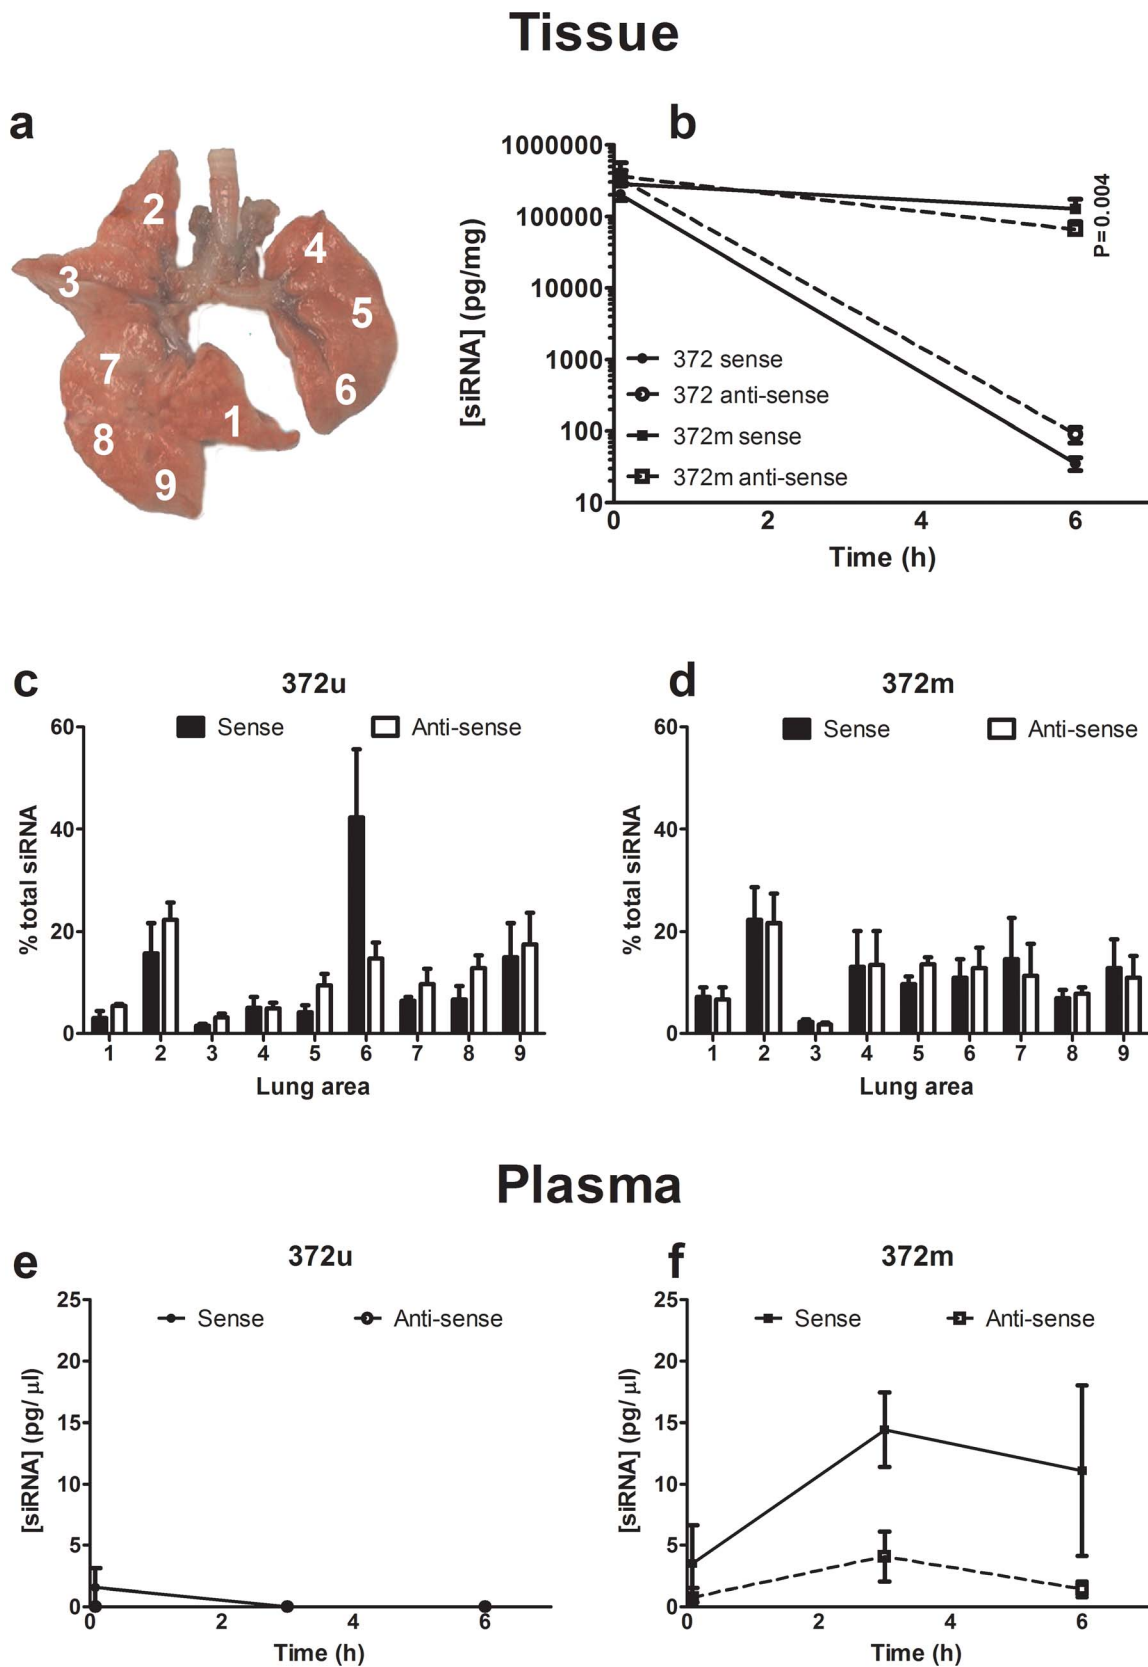 Tissue
a
2
3
4
5
7
6
1
8
9
b
1000000
100000
10000
1000
100
10
[siRNA] (pg/mg)
372 sense
372 anti-sense
372m sense
372m anti-sense
P=0.004
0 2 4 6
Time (h)
c
372u
Sense Anti-sense
60
40
20
0
% total siRNA
1 2 3 4 5 6 7 8 9
Lung area
d
372m
Sense Anti-sense
60
40
20
0
% total siRNA
1 2 3 4 5 6 7 8 9
Lung area
Plasma
e
372u
Sense Anti-sense
25
20
15
10
5
0
[siRNA] (pg/ µl)
0 2 4 6
Time (h)
f
372m
Sense Anti-sense
25
20
15
10
5
0
[siRNA] (pg/ µl)
0 2 4 6
Time (h)